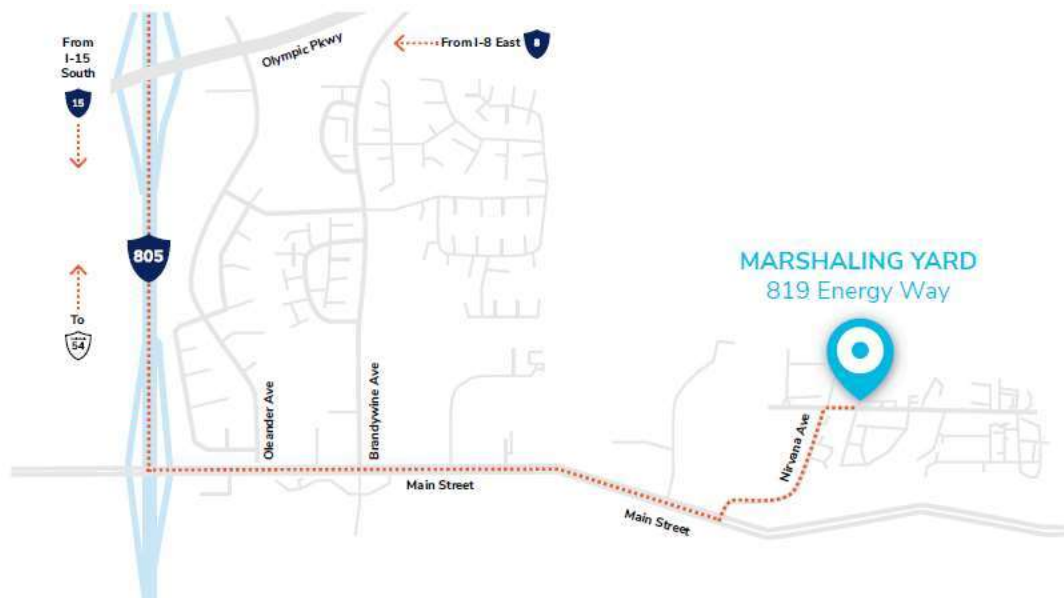 From
I-15
South
15
Olympic Pkwy
From I-8 East
8
805
To
54
MARSHALING YARD
819 Energy Way
Oleander Ave
Brandywine Ave
Nirvana Ave
Main Street
Main Street